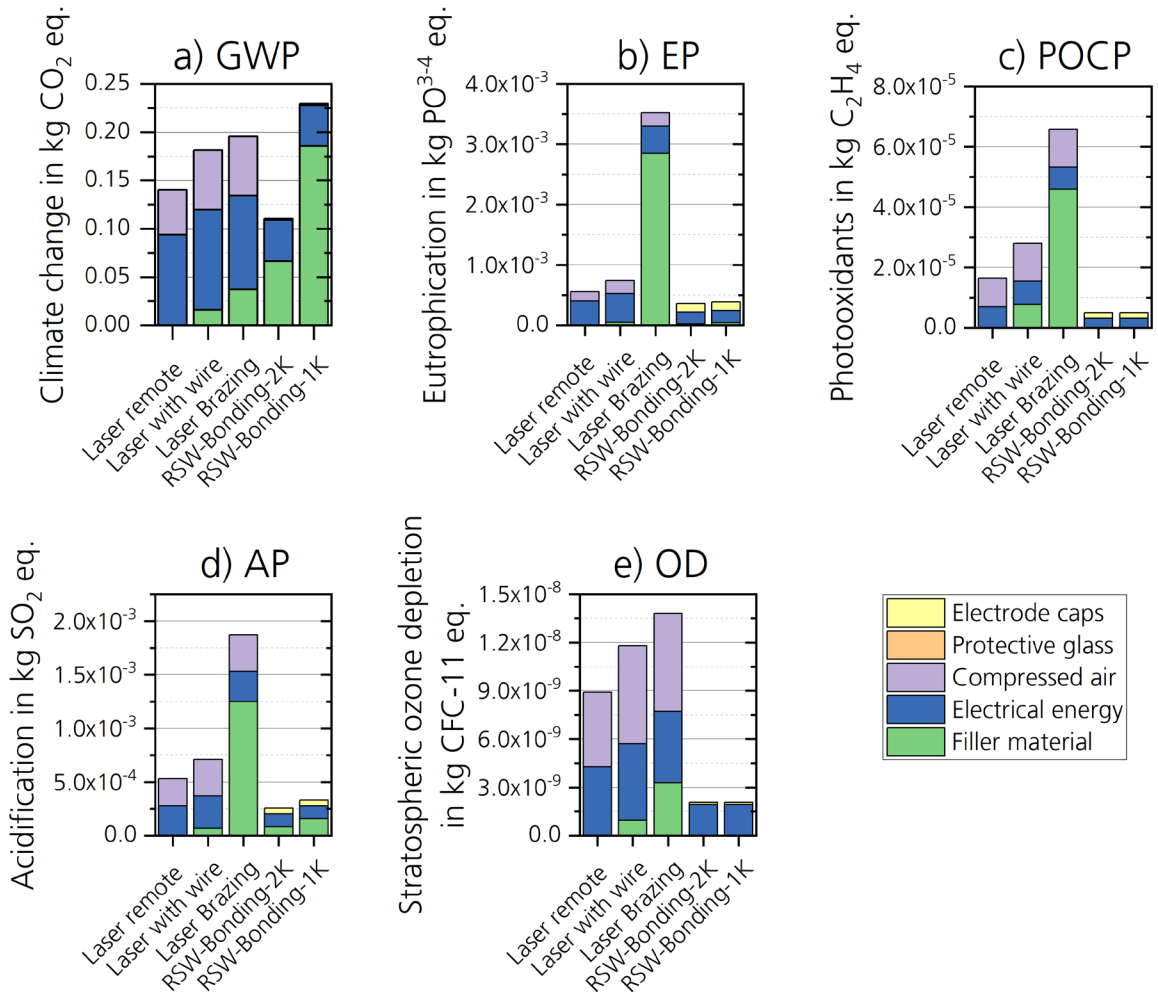 a) GWP
Climate change in kg CO₂ eq.
0.25
0.20
0.15
0.10
0.05
0.00
Laser remote
Laser with wire
Laser Brazing
RSW-Bonding-2K
RSW-Bonding-1K
b) EP
Eutrophication in kg PO³⁻⁴ eq.
4.0x10⁻³
3.0x10⁻³
2.0x10⁻³
1.0x10⁻³
0.0
Laser remote
Laser with wire
Laser Brazing
RSW-Bonding-2K
RSW-Bonding-1K
c) POCP
Photooxidants in kg C₂H₄ eq.
8.0x10⁻⁵
6.0x10⁻⁵
4.0x10⁻⁵
2.0x10⁻⁵
0.0
Laser remote
Laser with wire
Laser Brazing
RSW-Bonding-2K
RSW-Bonding-1K
d) AP
Acidification in kg SO₂ eq.
2.0x10⁻³
1.5x10⁻³
1.0x10⁻³
5.0x10⁻⁴
0.0
Laser remote
Laser with wire
Laser Brazing
RSW-Bonding-2K
RSW-Bonding-1K
e) OD
Stratospheric ozone depletion
in kg CFC-11 eq.
1.5x10⁻⁸
1.2x10⁻⁸
9.0x10⁻⁹
6.0x10⁻⁹
3.0x10⁻⁹
0.0
Laser remote
Laser with wire
Laser Brazing
RSW-Bonding-2K
RSW-Bonding-1K
Electrode caps
Protective glass
Compressed air
Electrical energy
Filler material